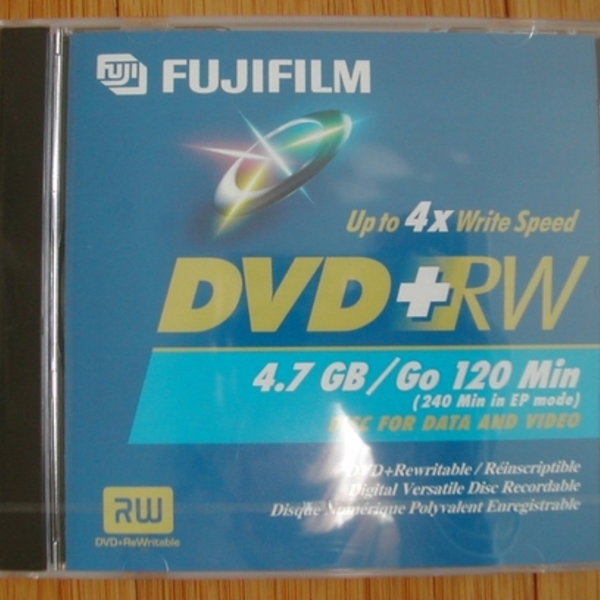 FUJI FUJIFILM
Up to 4x Write Speed
DVD+RW
4.7 GB/Go 120 Min
(240 Min in EP mode)
DISC FOR DATA AND VIDEO
DVD+Rewritable / Réinscriptible
Digital Versatile Disc Recordable
Disque Numérique Polyvalent Enregistrable
RW
DVD+ReWritable